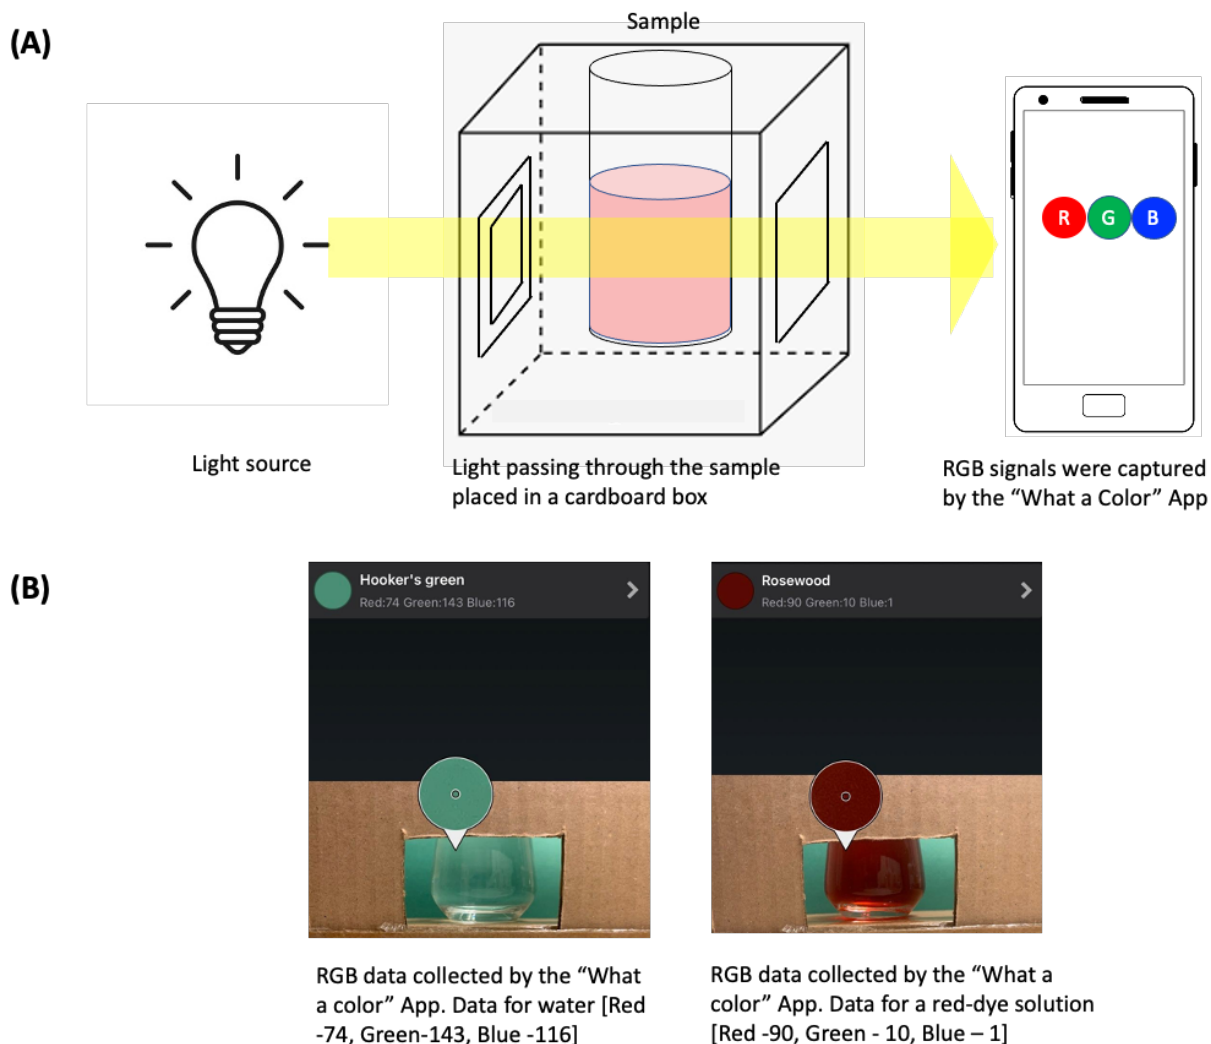 (A)
Sample
R G B
Light source
Light passing through the sample
placed in a cardboard box
RGB signals were captured
by the “What a Color” App
(B)
Hooker's green
Red:74 Green:143 Blue:116
Rosewood
Red:90 Green:10 Blue:1
RGB data collected by the “What
a color” App. Data for water [Red
-74, Green-143, Blue -116]
RGB data collected by the “What a
color” App. Data for a red-dye solution
[Red -90, Green - 10, Blue – 1]